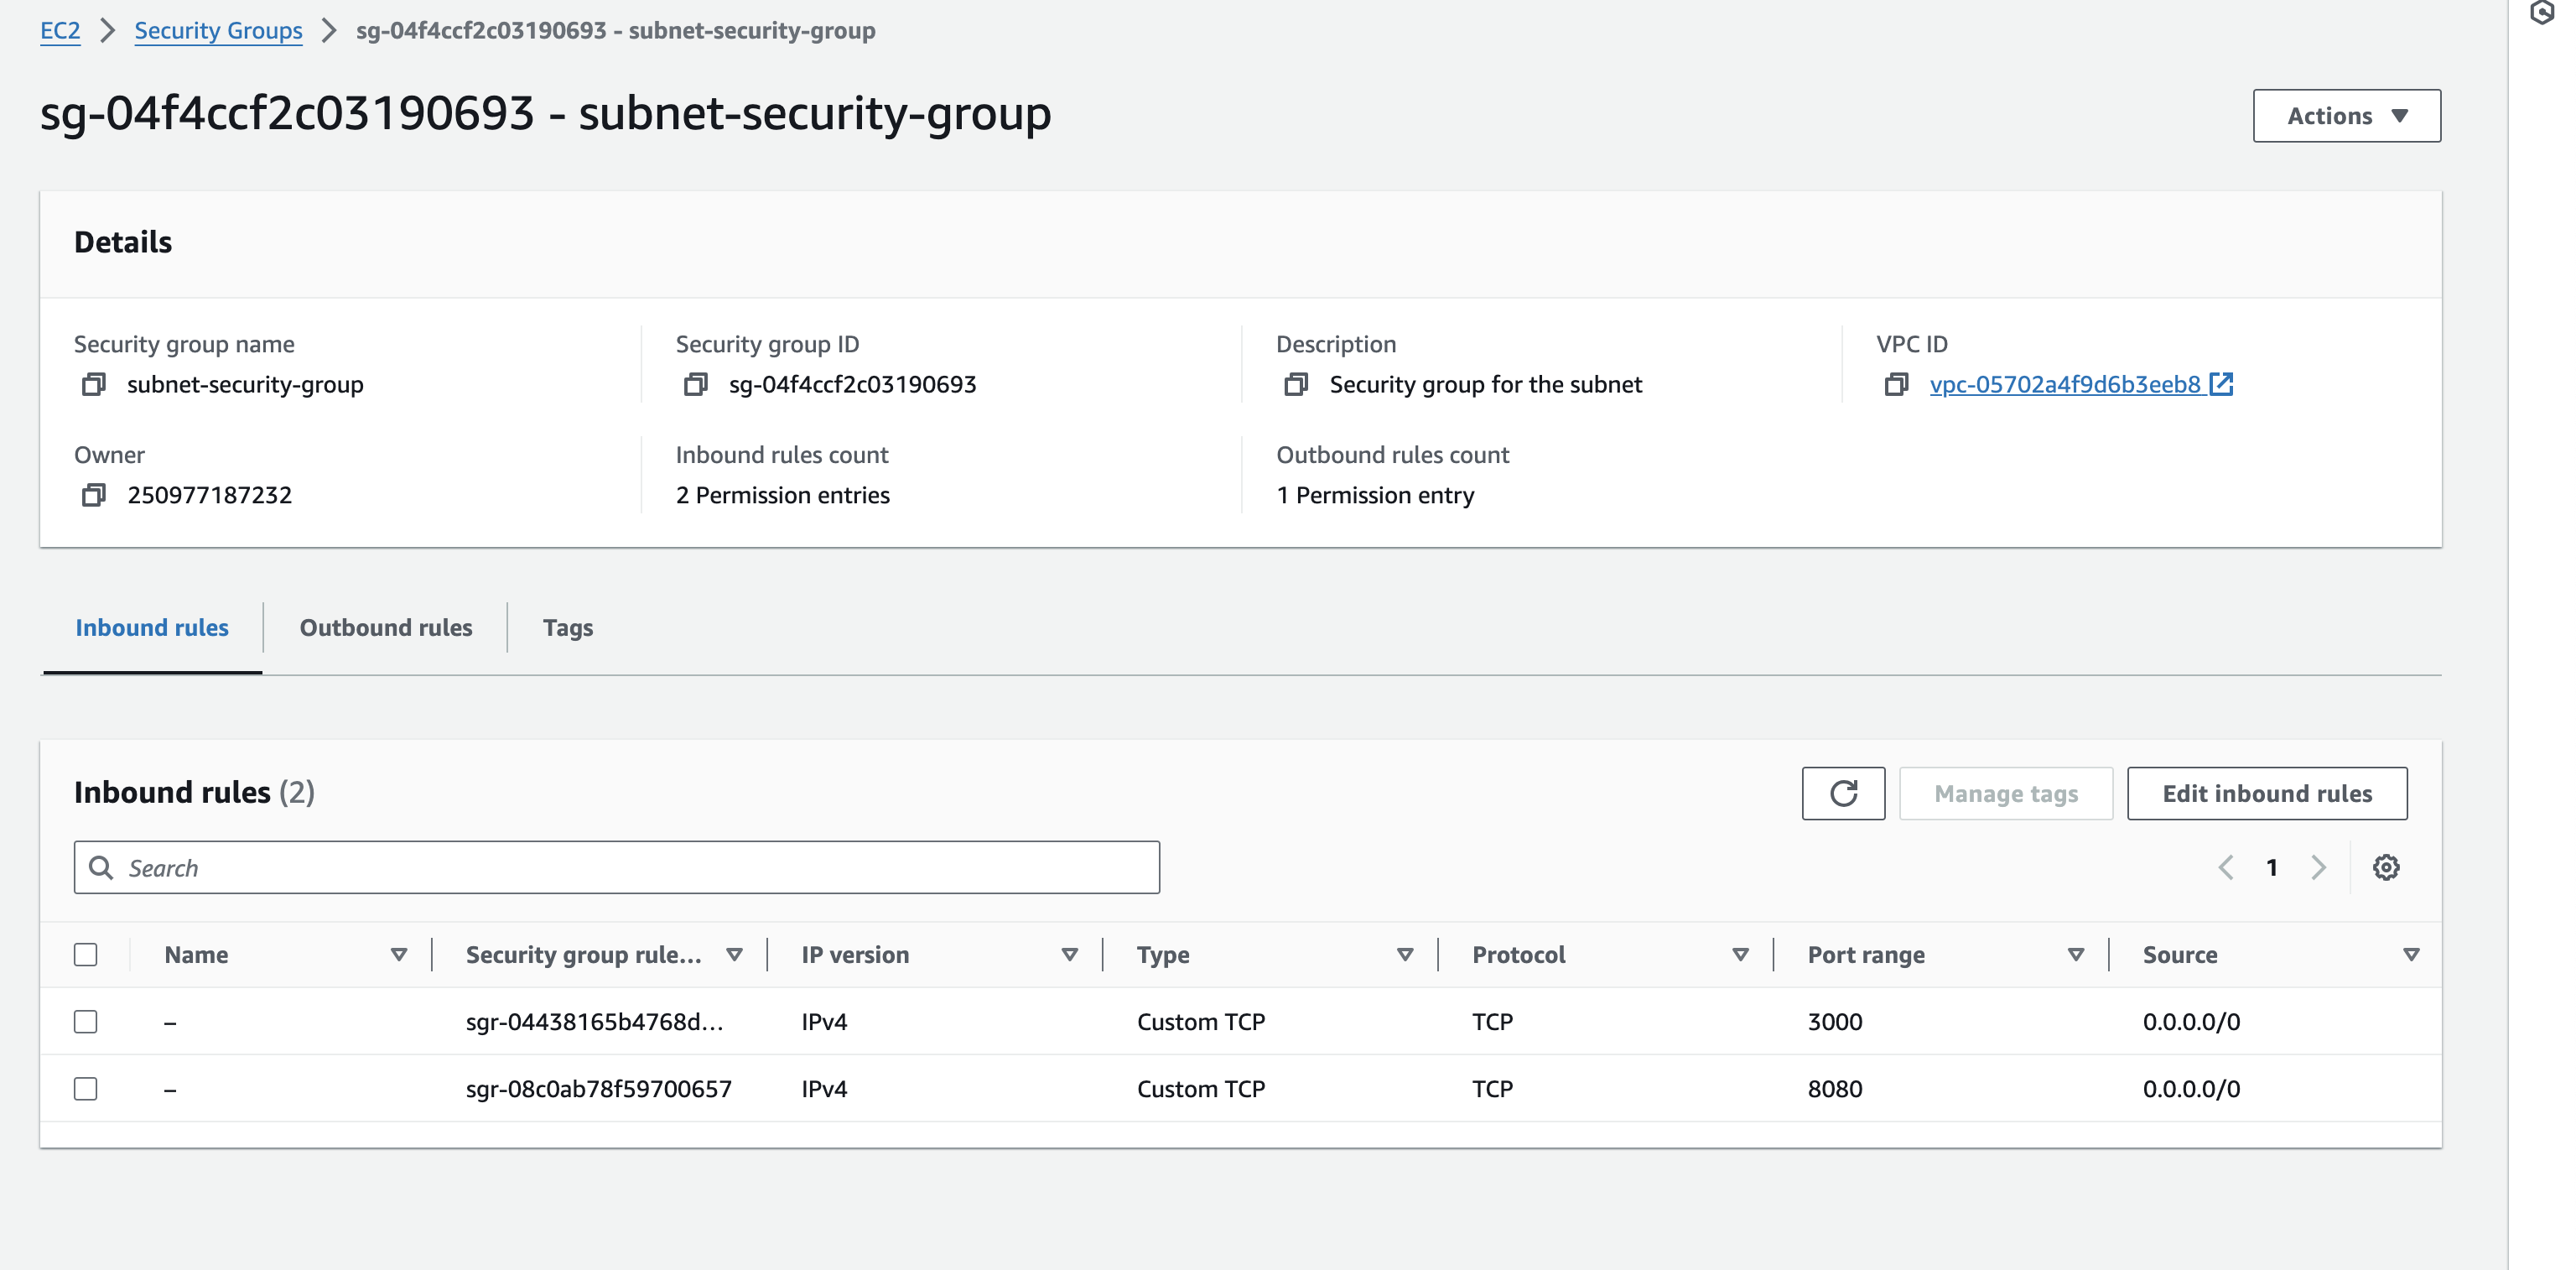 EC2 > Security Groups > sg-04f4ccf2c03190693 - subnet-security-group
sg-04f4ccf2c03190693 - subnet-security-group
Actions
Details
Security group name
subnet-security-group
Security group ID
sg-04f4ccf2c03190693
Description
Security group for the subnet
VPC ID
vpc-05702a4f9d6b3eeb8
Owner
250977187232
Inbound rules count
2 Permission entries
Outbound rules count
1 Permission entry
Inbound rules Outbound rules Tags
Inbound rules (2)
Manage tags Edit inbound rules
Search
1
Name Security group rule... IP version Type Protocol Port range Source
– sgr-04438165b4768d... IPv4 Custom TCP TCP 3000 0.0.0.0/0
– sgr-08c0ab78f59700657 IPv4 Custom TCP TCP 8080 0.0.0.0/0